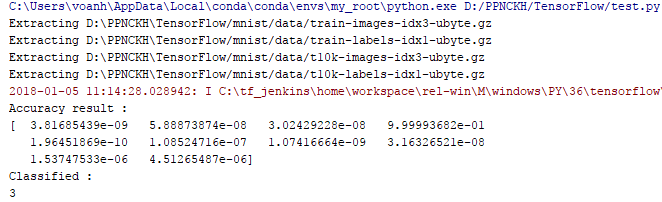 C:\Users\voanh\AppData\Local\conda\conda\envs\my_root\python.exe D:/PPNCKH/TensorFlow/test.py
Extracting D:\PPNCKH\TensorFlow/mnist/data/train-images-idx3-ubyte.gz
Extracting D:\PPNCKH\TensorFlow/mnist/data/train-labels-idx1-ubyte.gz
Extracting D:\PPNCKH\TensorFlow/mnist/data/t10k-images-idx3-ubyte.gz
Extracting D:\PPNCKH\TensorFlow/mnist/data/t10k-labels-idx1-ubyte.gz
2018-01-05 11:14:28.028942: I C:\tf_jenkins\home\workspace\rel-win\M\windows\PY\36\tensorflow\
Accuracy result :
[ 3.81685439e-09 5.88873874e-08 3.02429228e-08 9.99993682e-01
1.96451869e-10 1.08524716e-07 1.07416664e-09 3.16326521e-08
1.53747533e-06 4.51265487e-06]
Classified :
3